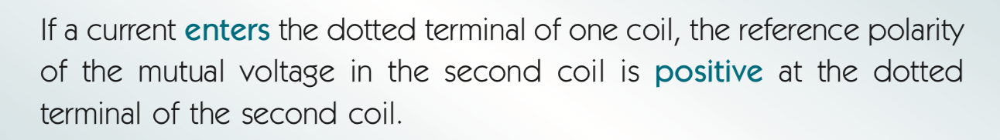 If a current enters the dotted terminal of one coil, the reference polarity
of the mutual voltage in the second coil is positive at the dotted
terminal of the second coil.